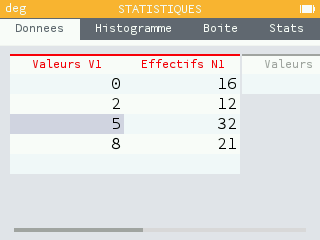 deg STATISTIQUES
Donnees Histogramme Boite Stats
Valeurs V1 Effectifs N1 Valeurs
0 16
2 12
5 32
8 21